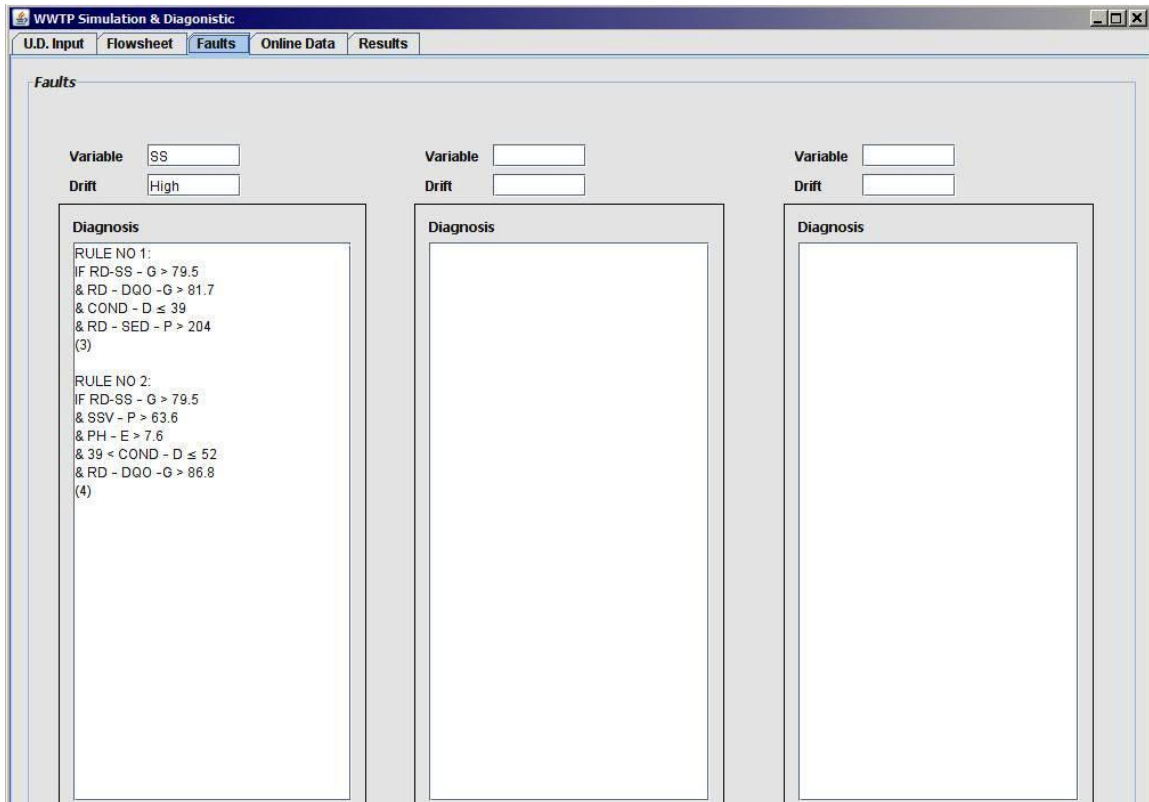 WWTP Simulation & Diagonistic
U.D. Input Flowsheet Faults Online Data Results
Faults
Variable SS
Drift High
Diagnosis
RULE NO 1:
IF RD-SS - G > 79.5
& RD - DQO -G > 81.7
& COND - D ≤ 39
& RD - SED - P > 204
(3)
RULE NO 2:
IF RD-SS - G > 79.5
& SSV - P > 63.6
& PH - E > 7.6
& 39 < COND - D ≤ 52
& RD - DQO -G > 86.8
(4)
Variable
Drift
Diagnosis
Variable
Drift
Diagnosis